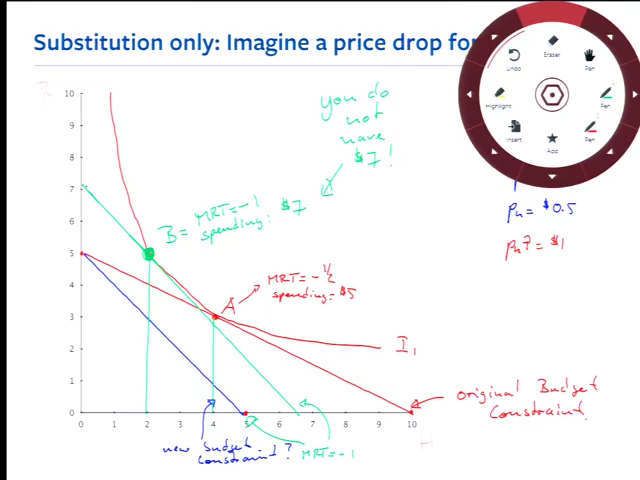 Substitution only: Imagine a price drop for
Undo
Eraser
Pan
Highlight
Pen
Insert
Add
Pen
you do
not
have
$7!
B= MRT=-1
spending: $7
MRT=-½
spending: $5
A
I1
Ph= $0.5
Ph↑= $1
original Budget
Constraint
new Budget
Constraint?
MRT=-1
10
9
8
7
6
5
4
3
2
1
0
0 1 2 3 4 5 6 7 8 9 10